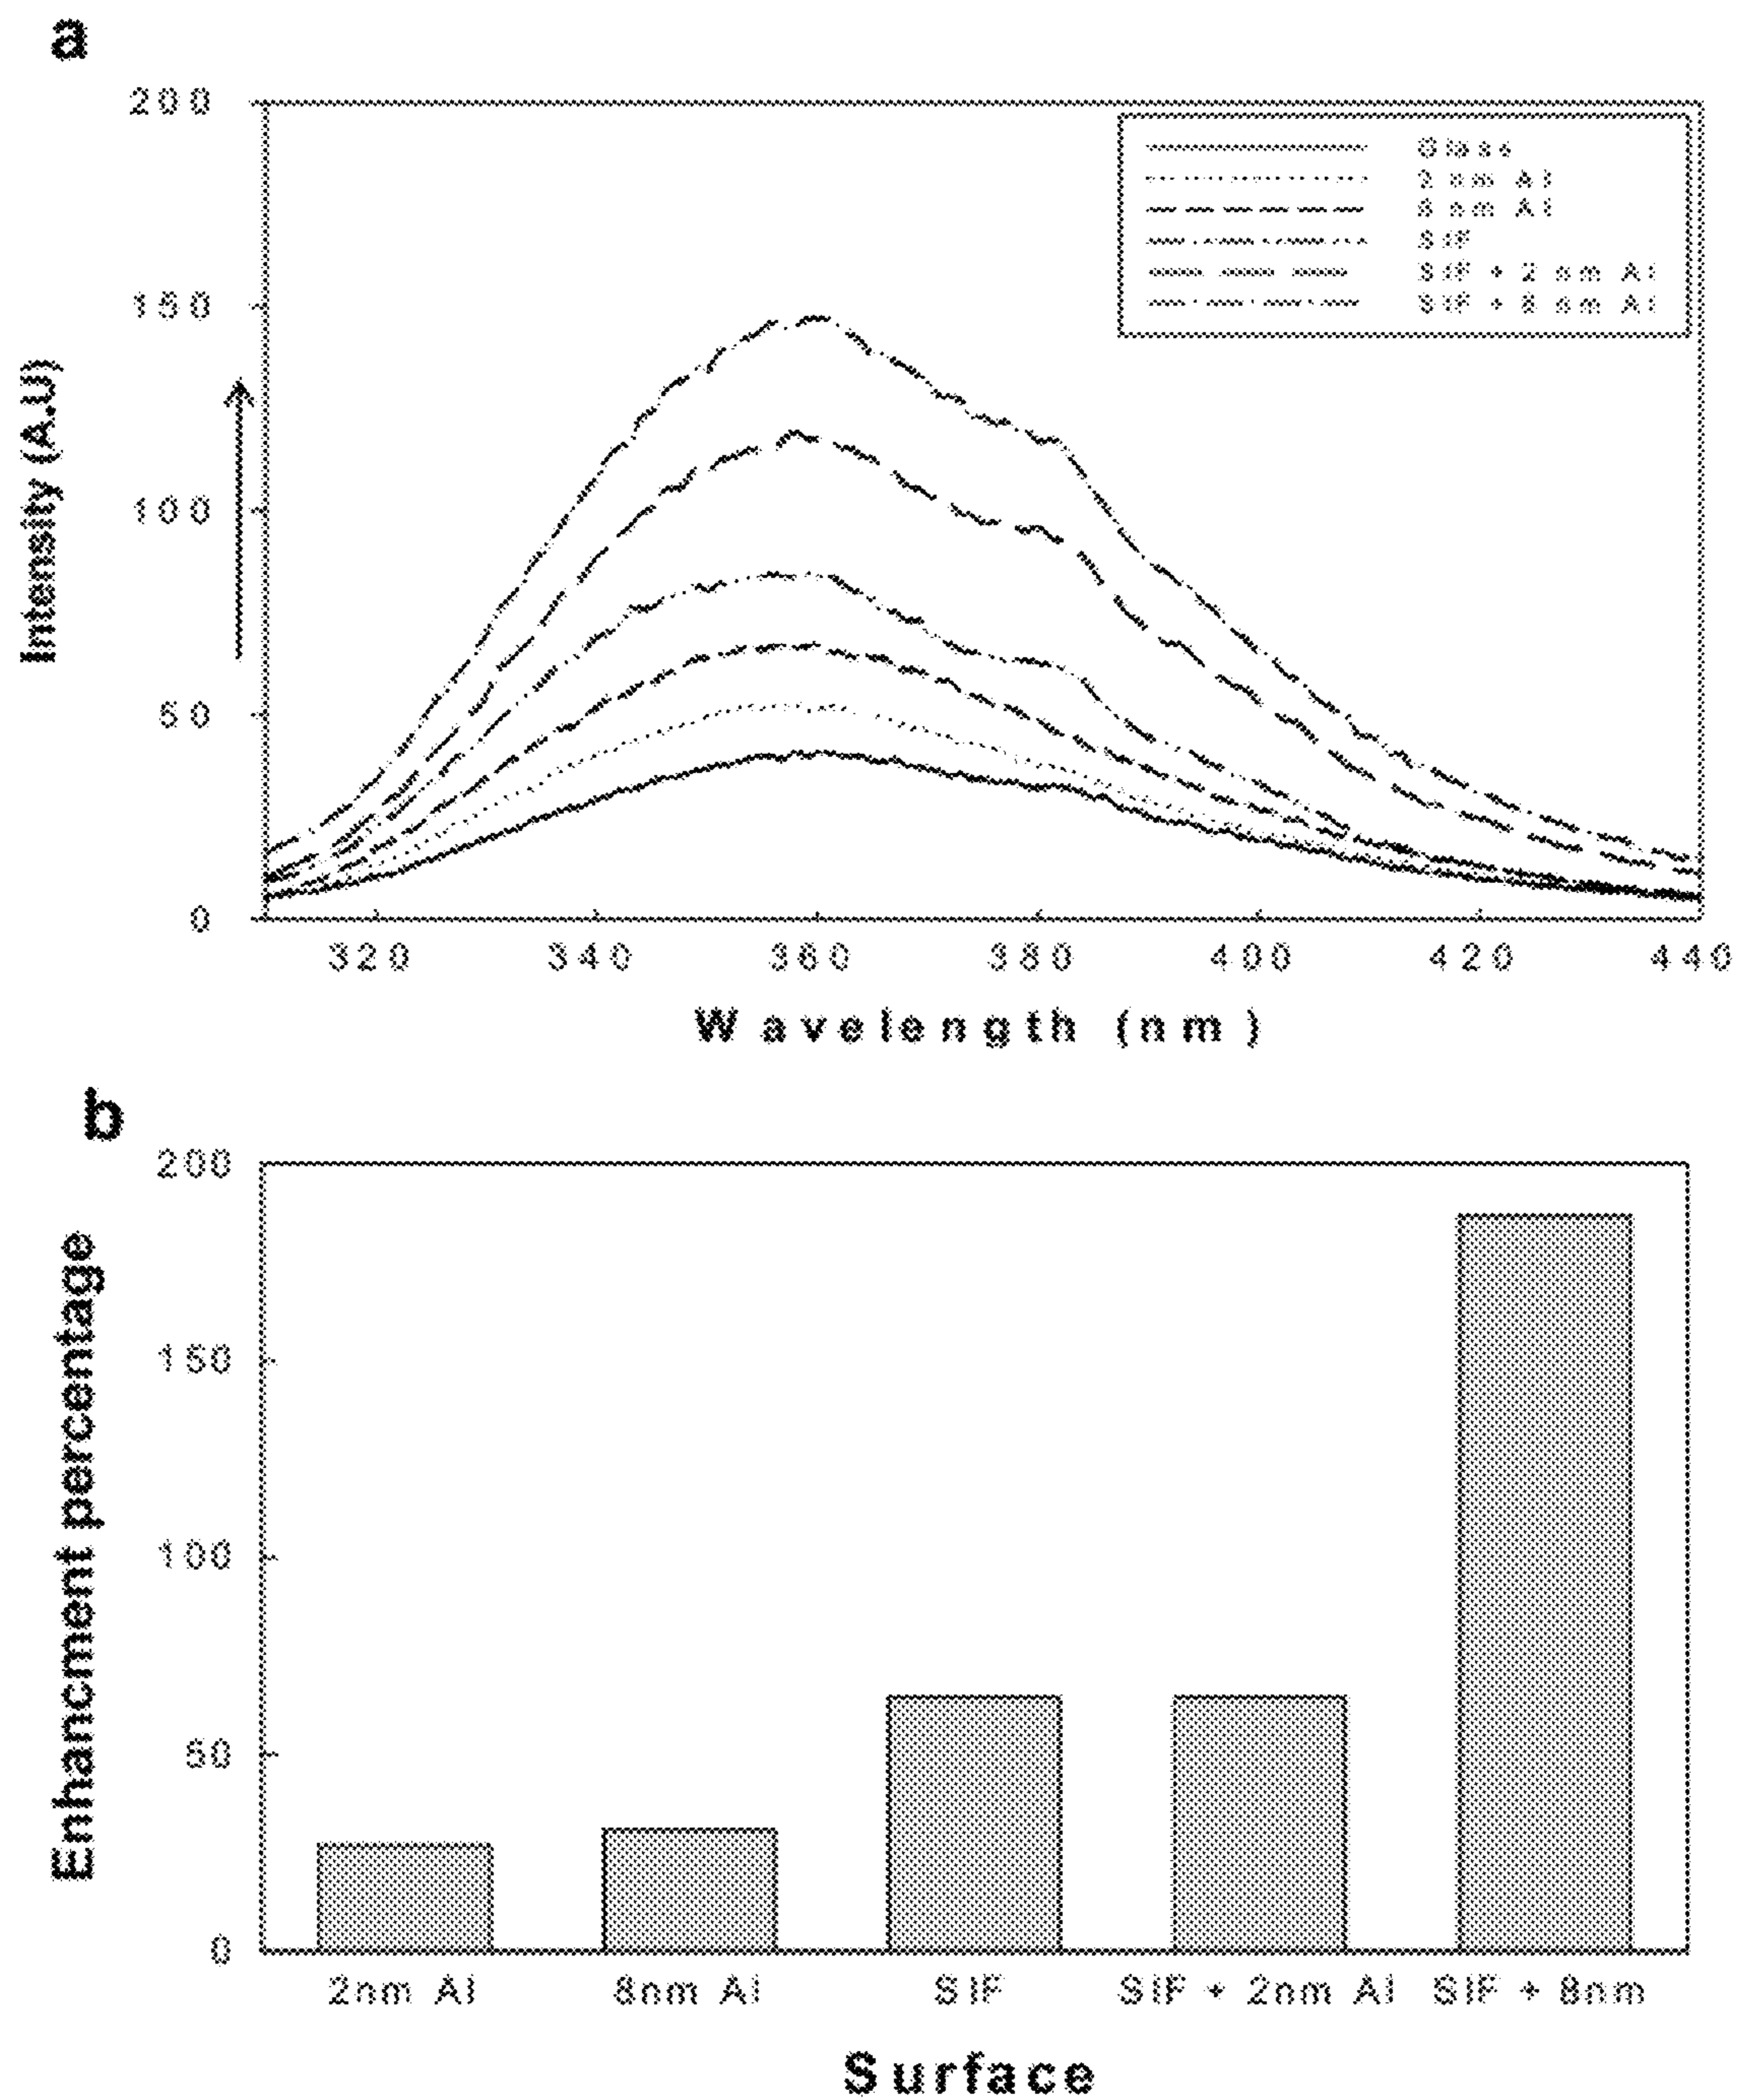 a
200
150
100
50
0
Intensity (A.U)
Glass
2 nm Al
8 nm Al
SiF
SiF + 2 nm Al
SiF + 8 nm Al
320 340 360 380 400 420 440
Wavelength (nm)
b
200
150
100
50
0
Enhancment percentage
2nm Al 8nm Al SiF SiF + 2nm Al SiF + 8nm
Surface